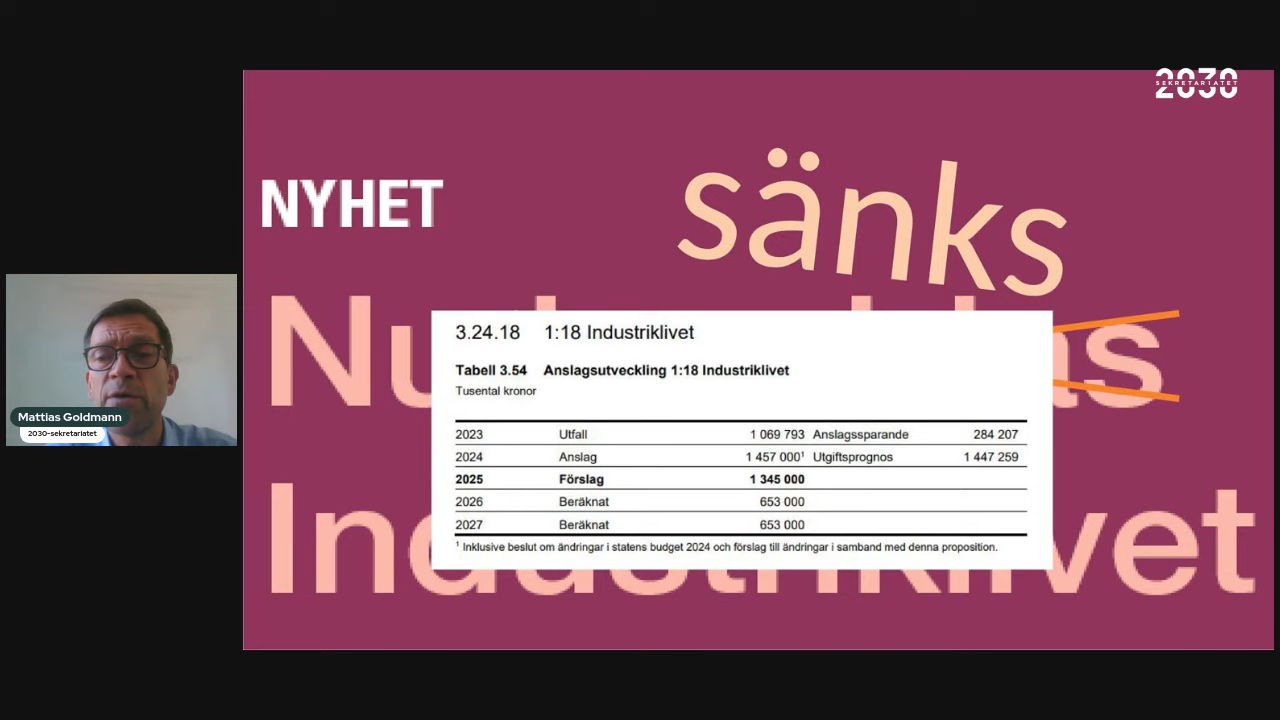 2030
SEKRETARIATET
NYHET
sänks
3.24.18 1:18 Industriklivet
Tabell 3.54 Anslagsutveckling 1:18 Industriklivet
Tusental kronor
2023 Utfall 1 069 793 Anslagssparande 284 207
2024 Anslag 1 457 000¹ Utgiftsprognos 1 447 259
2025 Förslag 1 345 000
2026 Beräknat 653 000
2027 Beräknat 653 000
¹ Inklusive beslut om ändringar i statens budget 2024 och förslag till ändringar i samband med denna proposition.
Industriklivet
Mattias Goldmann
2030-sekretariatet